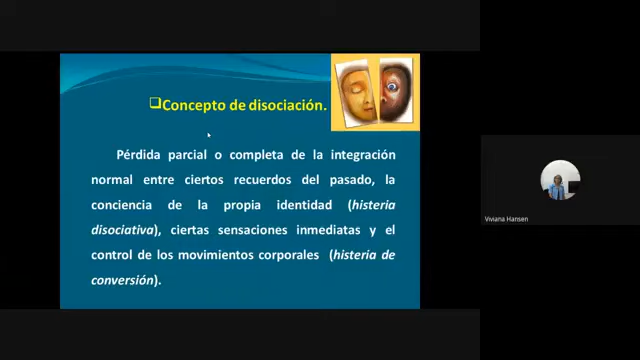 Concepto de disociación.
Pérdida parcial o completa de la integración
normal entre ciertos recuerdos del pasado, la
conciencia de la propia identidad (histeria
disociativa), ciertas sensaciones inmediatas y el
control de los movimientos corporales (histeria de
conversión).
Viviana Hansen